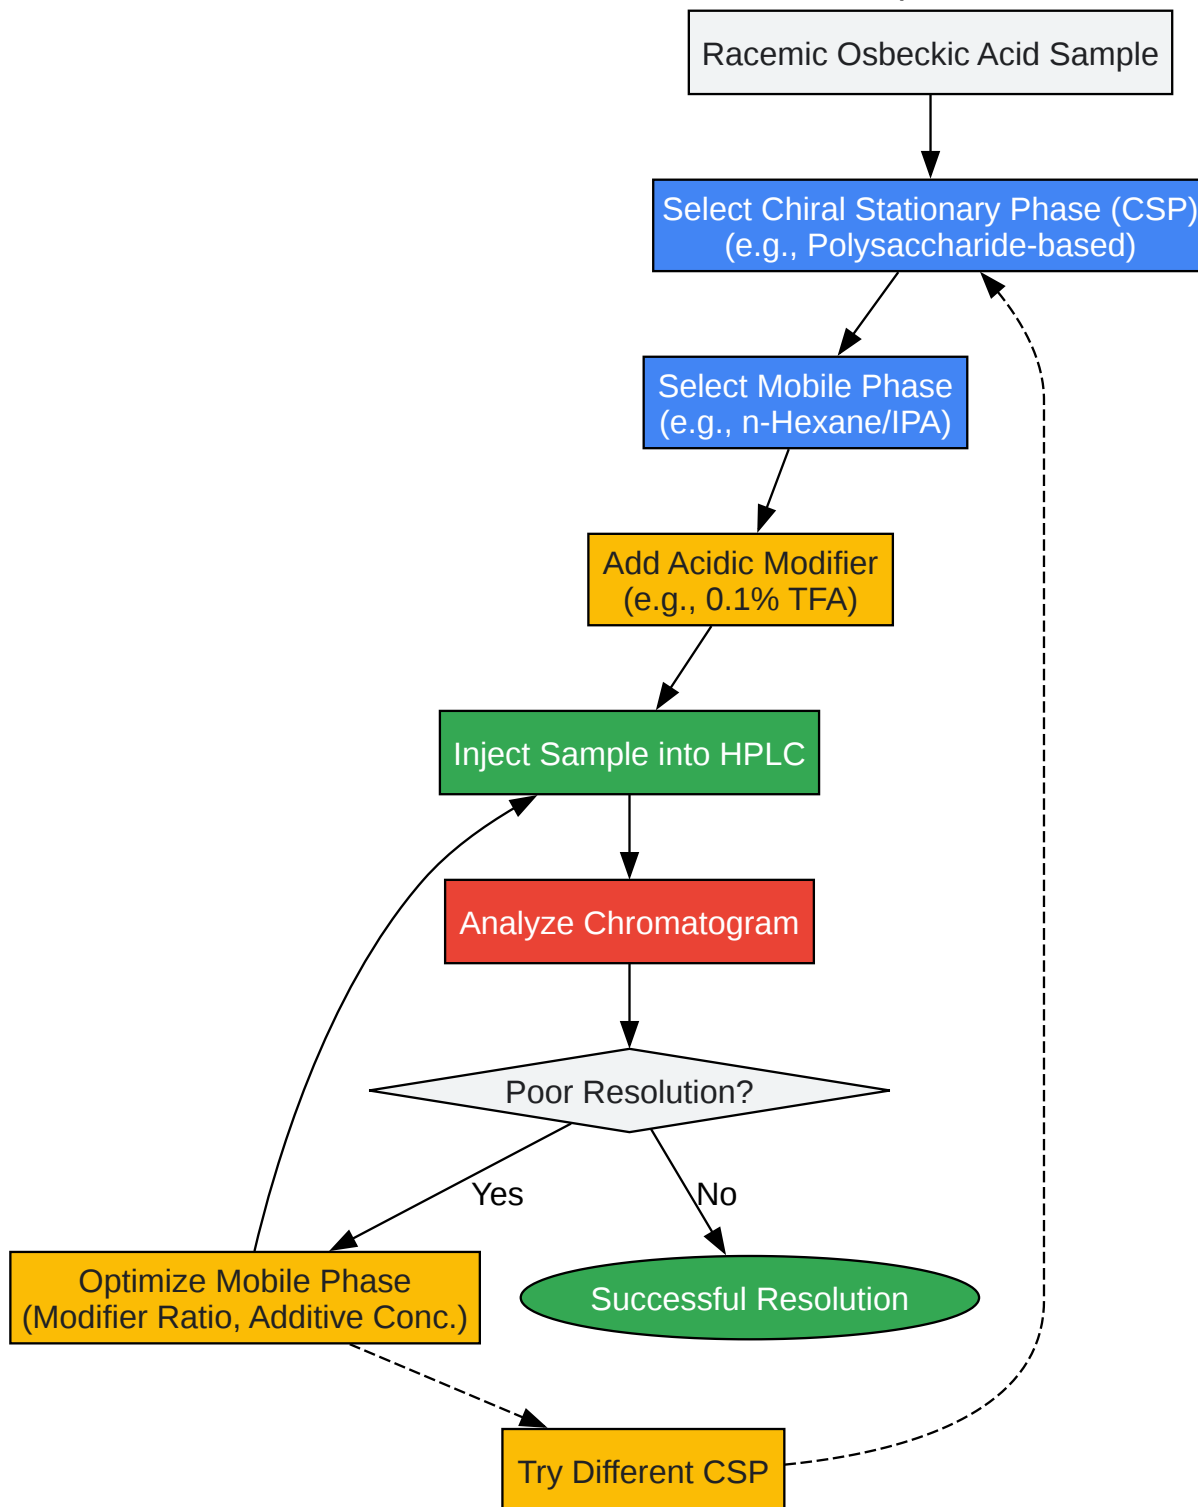 Racemic Osbeckic Acid Sample
Select Chiral Stationary Phase (CSP)
(e.g., Polysaccharide-based)
Select Mobile Phase
(e.g., n-Hexane/IPA)
Add Acidic Modifier
(e.g., 0.1% TFA)
Inject Sample into HPLC
Analyze Chromatogram
Poor Resolution?
Yes
No
Optimize Mobile Phase
(Modifier Ratio, Additive Conc.)
Successful Resolution
Try Different CSP